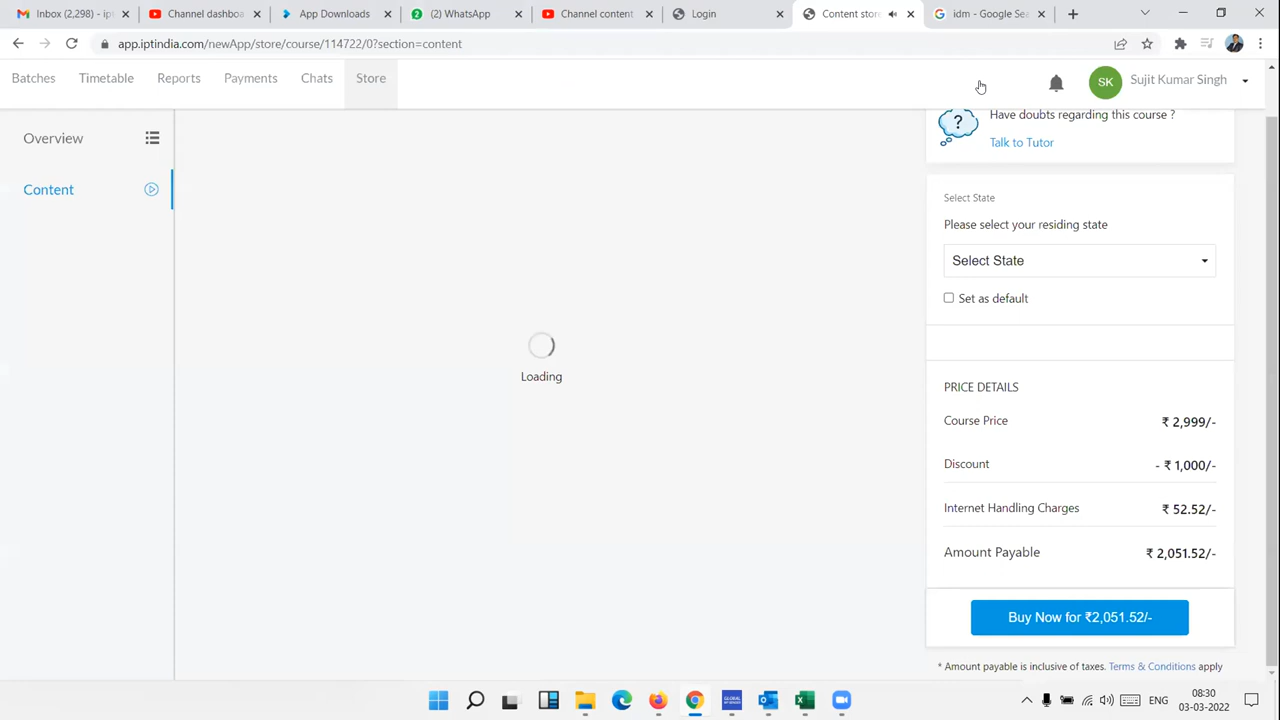 Inbox (2,298) - ipt
Channel dashboa
App Downloads
(2) WhatsApp
Channel content
Login
Content store
idm - Google Sea
app.iptindia.com/newApp/store/course/114722/0?section=content
Batches
Timetable
Reports
Payments
Chats
Store
SK
Sujit Kumar Singh
Overview
Content
Loading
?
Have doubts regarding this course ?
Talk to Tutor
Select State
Please select your residing state
Select State
Set as default
PRICE DETAILS
Course Price ₹ 2,999/-
Discount - ₹ 1,000/-
Internet Handling Charges ₹ 52.52/-
Amount Payable ₹ 2,051.52/-
Buy Now for ₹2,051.52/-
* Amount payable is inclusive of taxes. Terms & Conditions apply
ENG
08:30
03-03-2022